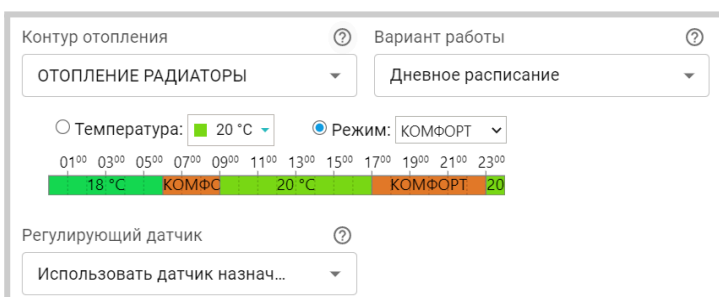 Контур отопления Вариант работы
ОТОПЛЕНИЕ РАДИАТОРЫ Дневное расписание
Температура: 20 °C Режим: КОМФОРТ
01⁰⁰ 03⁰⁰ 05⁰⁰ 07⁰⁰ 09⁰⁰ 11⁰⁰ 13⁰⁰ 15⁰⁰ 17⁰⁰ 19⁰⁰ 21⁰⁰ 23⁰⁰
18 °C КОМФС 20 °C КОМФОРТ 20
Регулирующий датчик
Использовать датчик назнач...